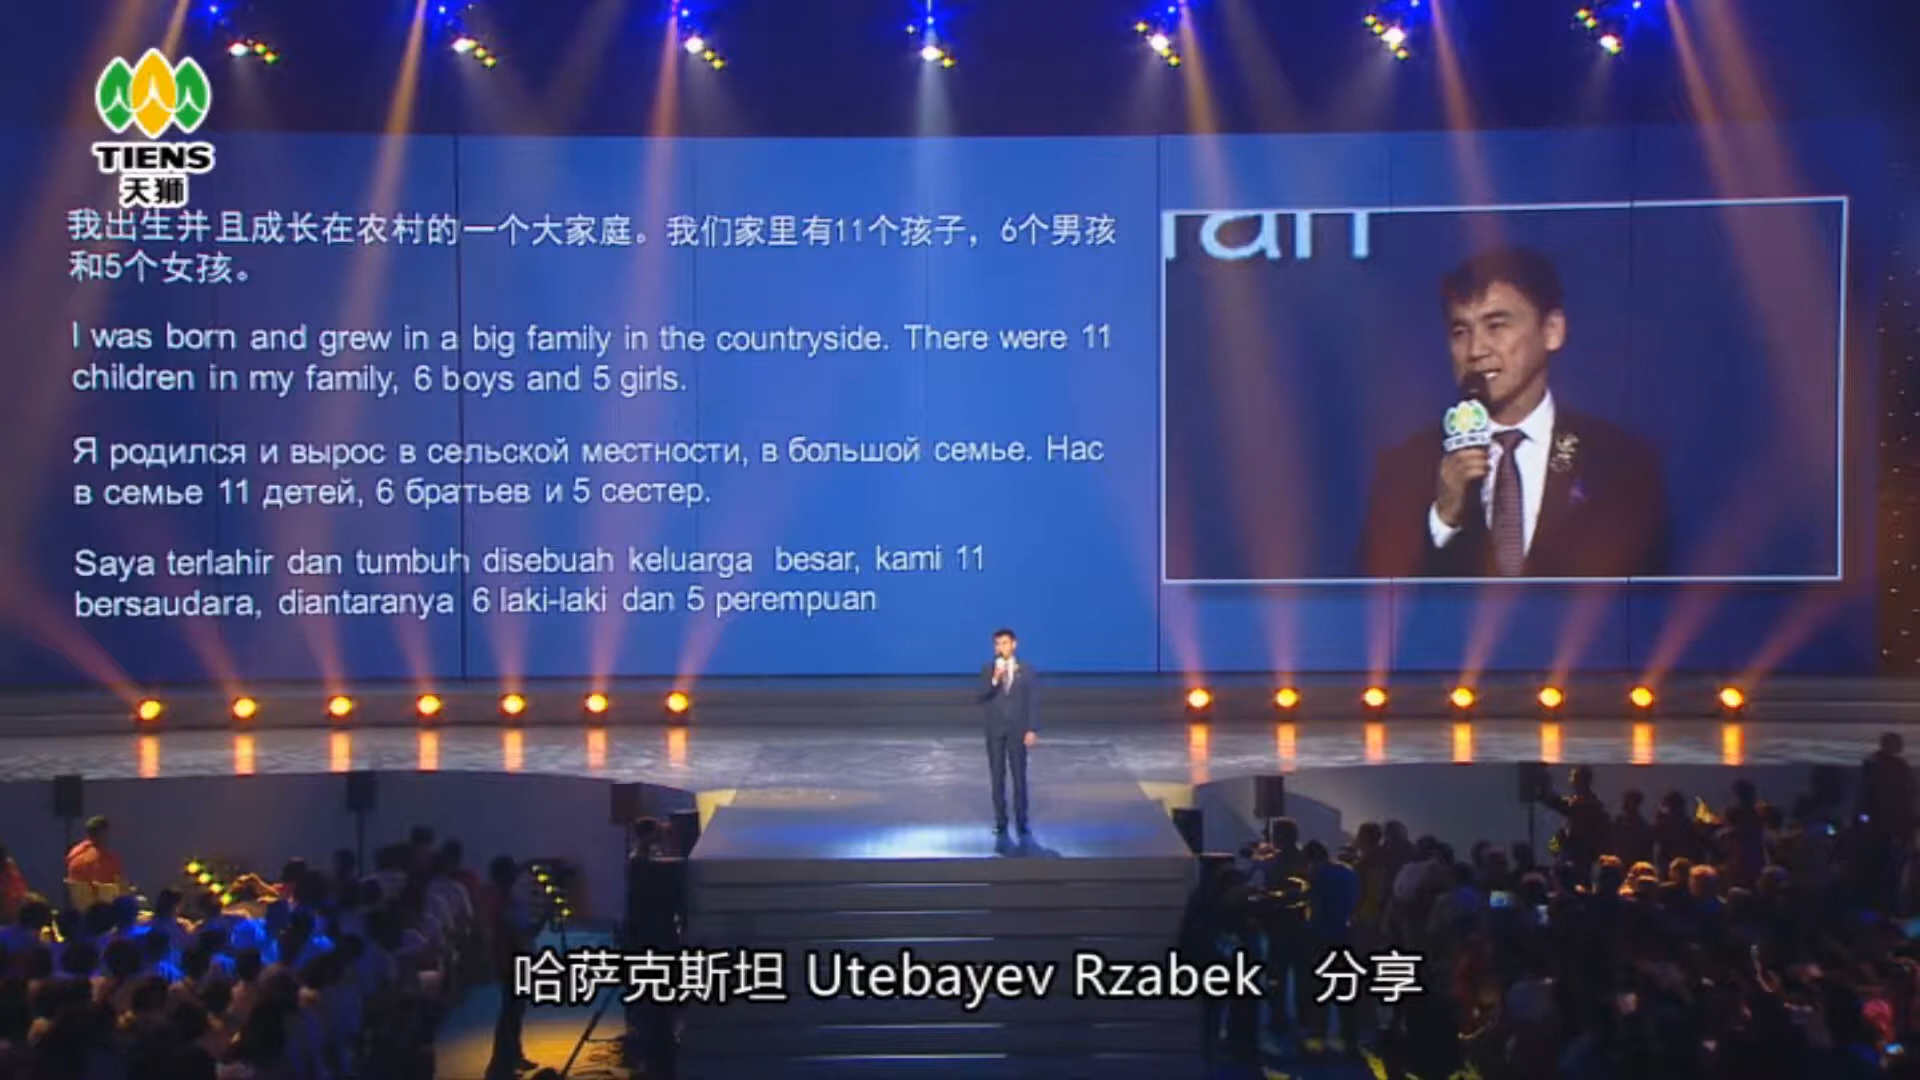 TIENS
天狮
我出生并且成长在农村的一个大家庭。我们家里有11个孩子，6个男孩
和5个女孩。
I was born and grew in a big family in the countryside. There were 11
children in my family, 6 boys and 5 girls.
Я родился и вырос в сельской местности, в большой семье. Нас
в семье 11 детей, 6 братьев и 5 сестер.
Saya terlahir dan tumbuh disebuah keluarga besar, kami 11
bersaudara, diantaranya 6 laki-laki dan 5 perempuan
哈萨克斯坦 Utebayev Rzabek 分享